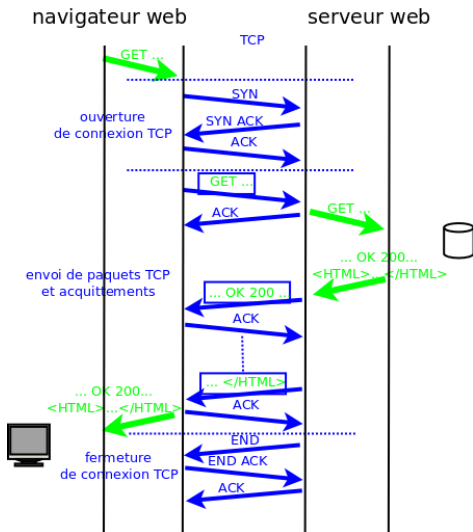 navigateur web
serveur web
TCP
GET ...
SYN
ouverture
de connexion TCP
SYN ACK
ACK
GET ...
ACK
GET ...
... OK 200...
<HTML>...</HTML>
envoi de paquets TCP
et acquittements
... OK 200 ...
ACK
... </HTML>
... OK 200...
<HTML>...</HTML>
ACK
END
fermeture
de connexion TCP
END ACK
ACK